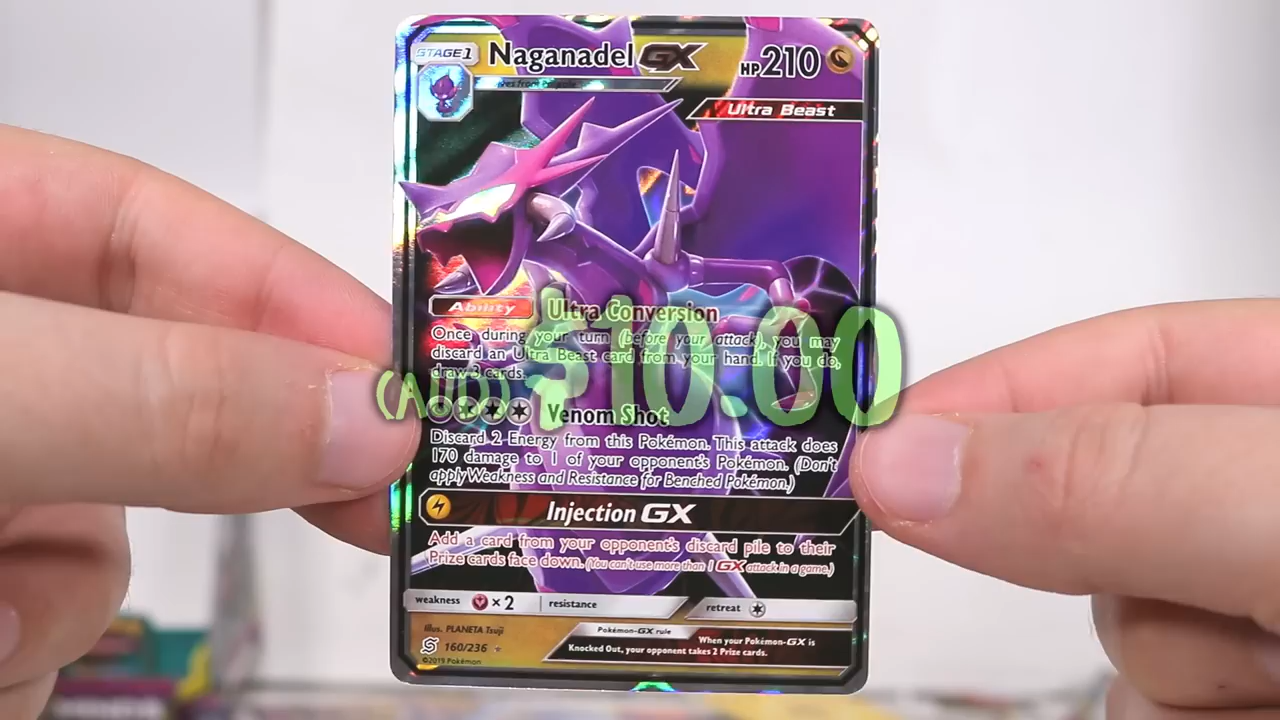 STAGE1 Naganadel GX HP210
Ultra Beast
Ability Ultra Conversion
Once during your turn (before your attack), you may
discard an Ultra Beast card from your hand. If you do,
draw 3 cards.
(AUD) $10.00
Venom Shot
Discard 2 Energy from this Pokémon. This attack does
170 damage to 1 of your opponent's Pokémon. (Don't
apply Weakness and Resistance for Benched Pokémon.)
Injection GX
Add a card from your opponent's discard pile to their
Prize cards face down. (You can't use more than 1 GX attack in a game.)
weakness ×2 resistance retreat
Illus. PLANETA Tsuji
160/236
©2019 Pokémon
Pokémon-GX rule
When your Pokémon-GX is
Knocked Out, your opponent takes 2 Prize cards.